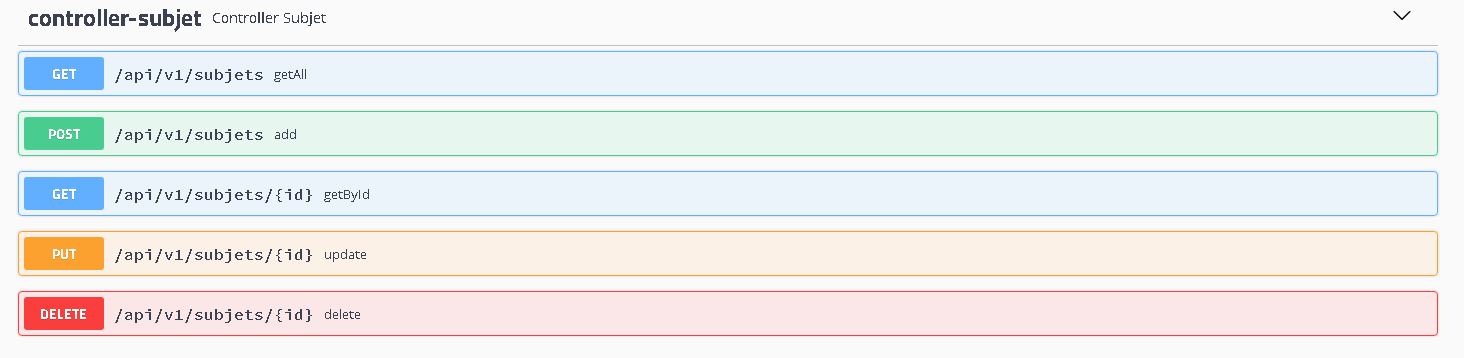 controller-subjet Controller Subjet
GET /api/v1/subjets getAll
POST /api/v1/subjets add
GET /api/v1/subjets/{id} getById
PUT /api/v1/subjets/{id} update
DELETE /api/v1/subjets/{id} delete